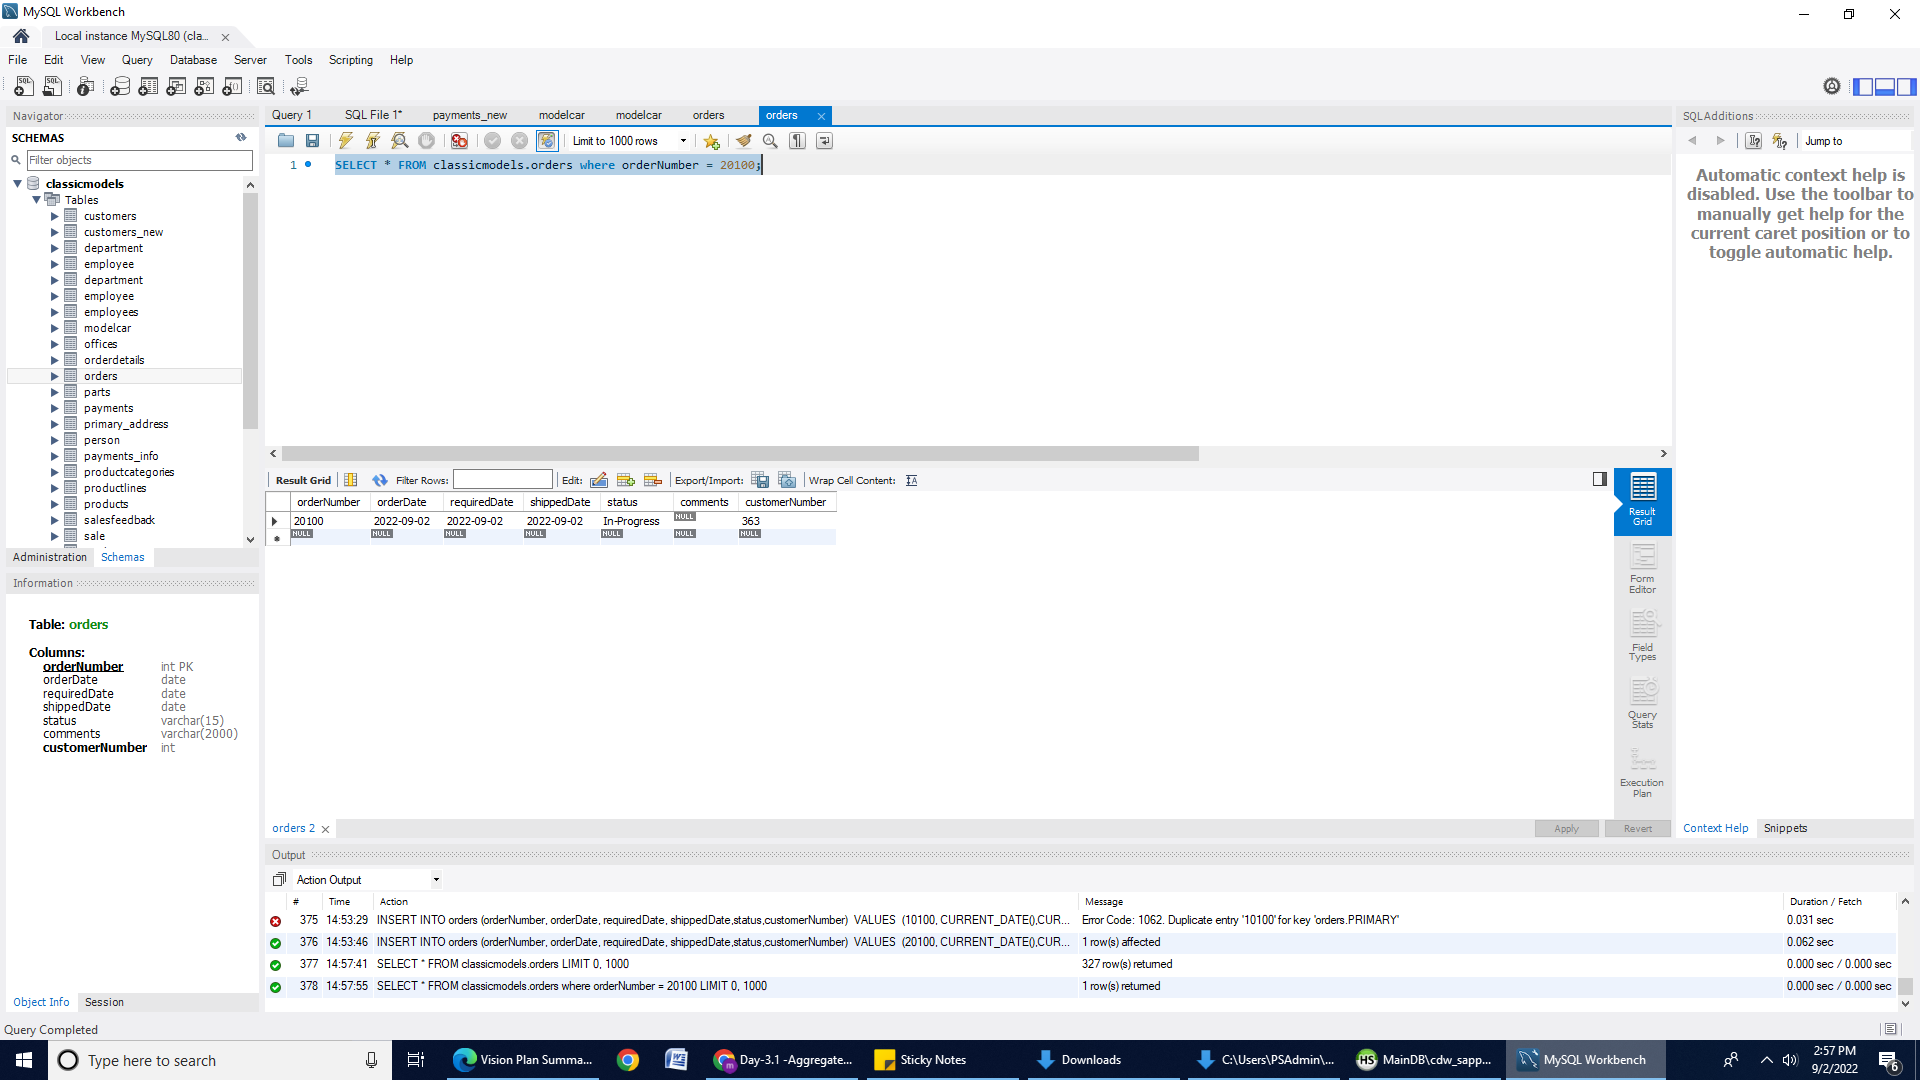 MySQL Workbench
Local instance MySQL80 (cla...
File Edit View Query Database Server Tools Scripting Help
Navigator
SCHEMAS
Filter objects
classicmodels
Tables
customers
customers_new
department
employee
department
employee
employees
modelcar
offices
orderdetails
orders
parts
payments
primary_address
person
payments_info
productcategories
productlines
products
salesfeedback
sale
Administration Schemas
Information
Table: orders
Columns:
orderNumber int PK
orderDate date
requiredDate date
shippedDate date
status varchar(15)
comments varchar(2000)
customerNumber int
Object Info Session
Query 1 SQL File 1* payments_new modelcar modelcar orders orders
Limit to 1000 rows
1 SELECT * FROM classicmodels.orders where orderNumber = 20100;
Result Grid Filter Rows: Edit: Export/Import: Wrap Cell Content:
orderNumber orderDate requiredDate shippedDate status comments customerNumber
20100 2022-09-02 2022-09-02 2022-09-02 In-Progress NULL 363
NULL NULL NULL NULL NULL NULL NULL
Result
Grid
Form
Editor
Field
Types
Query
Stats
Execution
Plan
orders 2
Apply Revert
SQLAdditions
Jump to
Automatic context help is
disabled. Use the toolbar to
manually get help for the
current caret position or to
toggle automatic help.
Context Help Snippets
Output
Action Output
# Time Action Message Duration / Fetch
375 14:53:29 INSERT INTO orders (orderNumber, orderDate, requiredDate, shippedDate,status,customerNumber) VALUES (10100, CURRENT_DATE(),CUR... Error Code: 1062. Duplicate entry '10100' for key 'orders.PRIMARY' 0.031 sec
376 14:53:46 INSERT INTO orders (orderNumber, orderDate, requiredDate, shippedDate,status,customerNumber) VALUES (20100, CURRENT_DATE(),CUR... 1 row(s) affected 0.062 sec
377 14:57:41 SELECT * FROM classicmodels.orders LIMIT 0, 1000 327 row(s) returned 0.000 sec / 0.000 sec
378 14:57:55 SELECT * FROM classicmodels.orders where orderNumber = 20100 LIMIT 0, 1000 1 row(s) returned 0.000 sec / 0.000 sec
Query Completed
Type here to search
Vision Plan Summa...
Day-3.1 -Aggregate...
Sticky Notes
Downloads
C:\Users\PSAdmin\...
HS MainDB\cdw_sapp...
MySQL Workbench
2:57 PM
9/2/2022
6